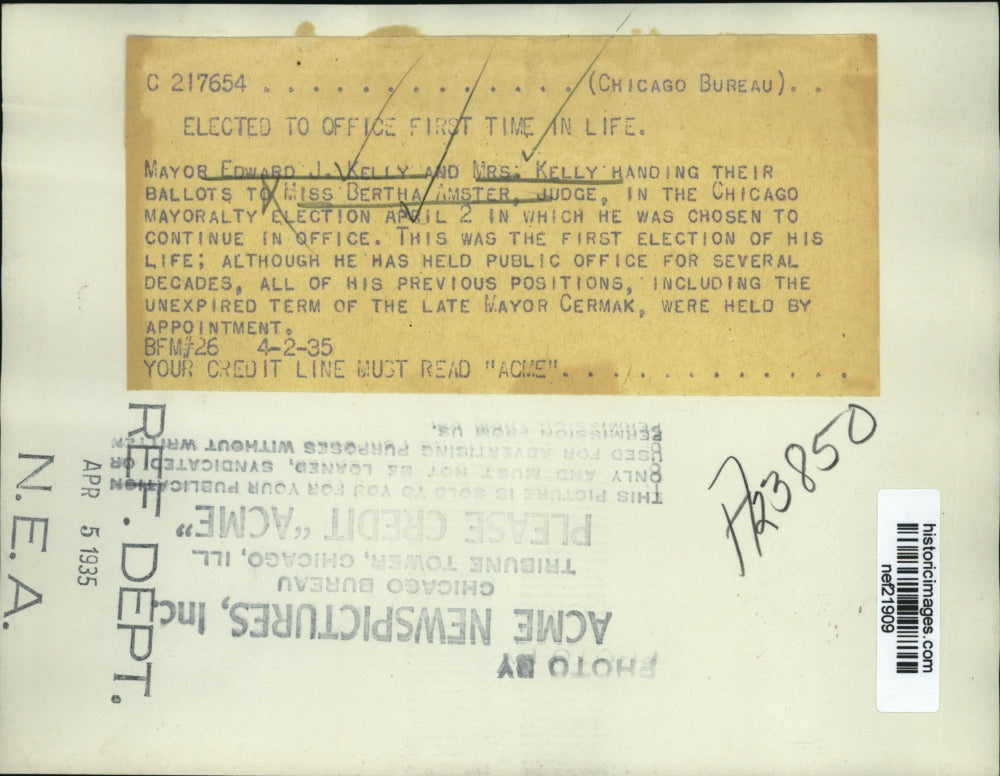 C 217654 . . . . . . . . . . . . . . (CHICAGO BUREAU). . .
ELECTED TO OFFICE FIRST TIME IN LIFE.
MAYOR EDWARD J. KELLY AND MRS. KELLY HANDING THEIR
BALLOTS TO MISS BERTHA AMSTER, JUDGE, IN THE CHICAGO
MAYORALTY ELECTION APRIL 2 IN WHICH HE WAS CHOSEN TO
CONTINUE IN OFFICE. THIS WAS THE FIRST ELECTION OF HIS
LIFE; ALTHOUGH HE HAS HELD PUBLIC OFFICE FOR SEVERAL
DECADES, ALL OF HIS PREVIOUS POSITIONS, INCLUDING THE
UNEXPIRED TERM OF THE LATE MAYOR CERMAK, WERE HELD BY
APPOINTMENT.
BFM#26 4-2-35
YOUR CREDIT LINE MUST READ "ACME". . . . . . . . . . . . .
PHOTO BY
ACME NEWSPICTURES, Inc.
CHICAGO BUREAU
TRIBUNE TOWER, CHICAGO, ILL.
PLEASE CREDIT "ACME"
THIS PICTURE IS SOLD TO YOU FOR YOUR PUBLICATION
ONLY AND MUST NOT BE LOANED, SYNDICATED, OR
USED FOR ADVERTISING PURPOSES WITHOUT WRITTEN
PERMISSION FROM US.
REF. DEPT.
APR 5 1935
N.E.A.
23850
historicimages.com
nef21909